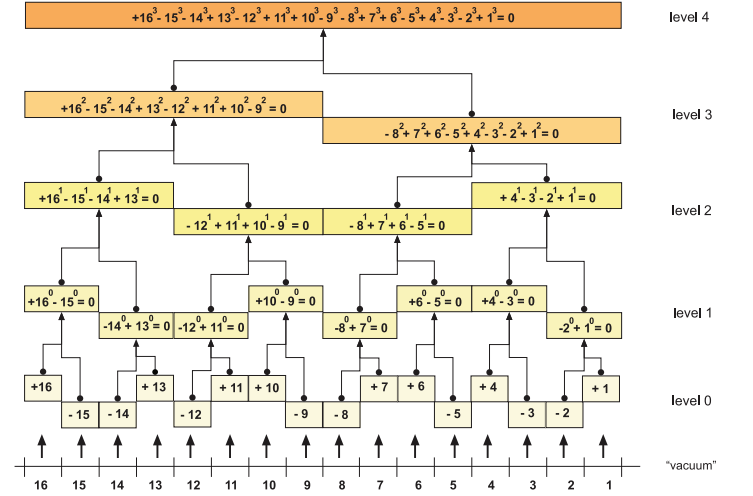 +16³- 15³- 14³+ 13³- 12³+ 11³+ 10³- 9³- 8³+ 7³+ 6³- 5³+ 4³- 3³- 2³+ 1³= 0 level 4
+16²- 15²- 14²+ 13²- 12²+ 11²+ 10²- 9²= 0 level 3
- 8²+ 7²+ 6²- 5²+ 4²- 3²- 2²+ 1²= 0
+16¹- 15¹- 14¹+ 13¹= 0 + 4¹- 3¹- 2¹+ 1¹= 0
- 12¹+ 11¹+ 10¹- 9¹= 0 - 8¹+ 7¹+ 6¹- 5¹= 0 level 2
+16⁰- 15⁰= 0 +10⁰- 9⁰= 0 +6⁰- 5⁰= 0 +4⁰- 3⁰= 0 level 1
-14⁰+ 13⁰= 0 -12⁰+ 11⁰= 0 -8⁰+ 7⁰= 0 -2⁰+ 1⁰= 0
+16 + 13 + 11 + 10 + 7 + 6 + 4 + 1 level 0
- 15 - 14 - 12 - 9 - 8 - 5 - 3 - 2
"vacuum"
16 15 14 13 12 11 10 9 8 7 6 5 4 3 2 1